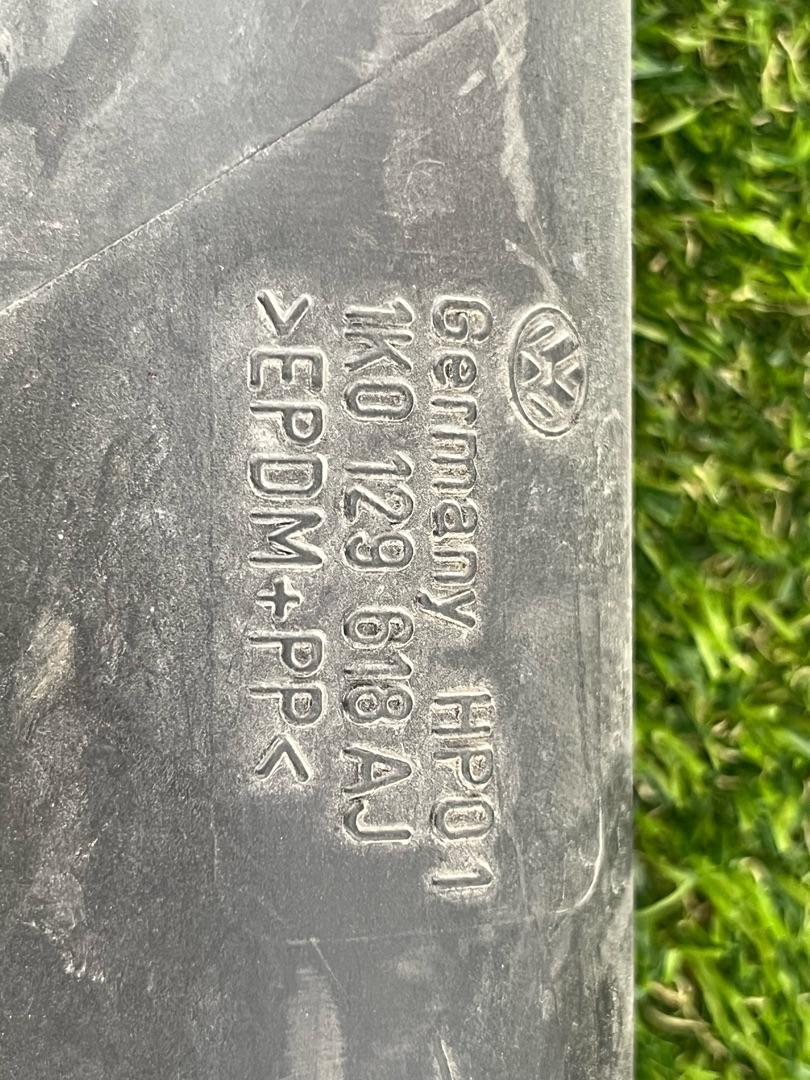 Germany HP01
1K0 129 618 AJ
>EPDM+PP<